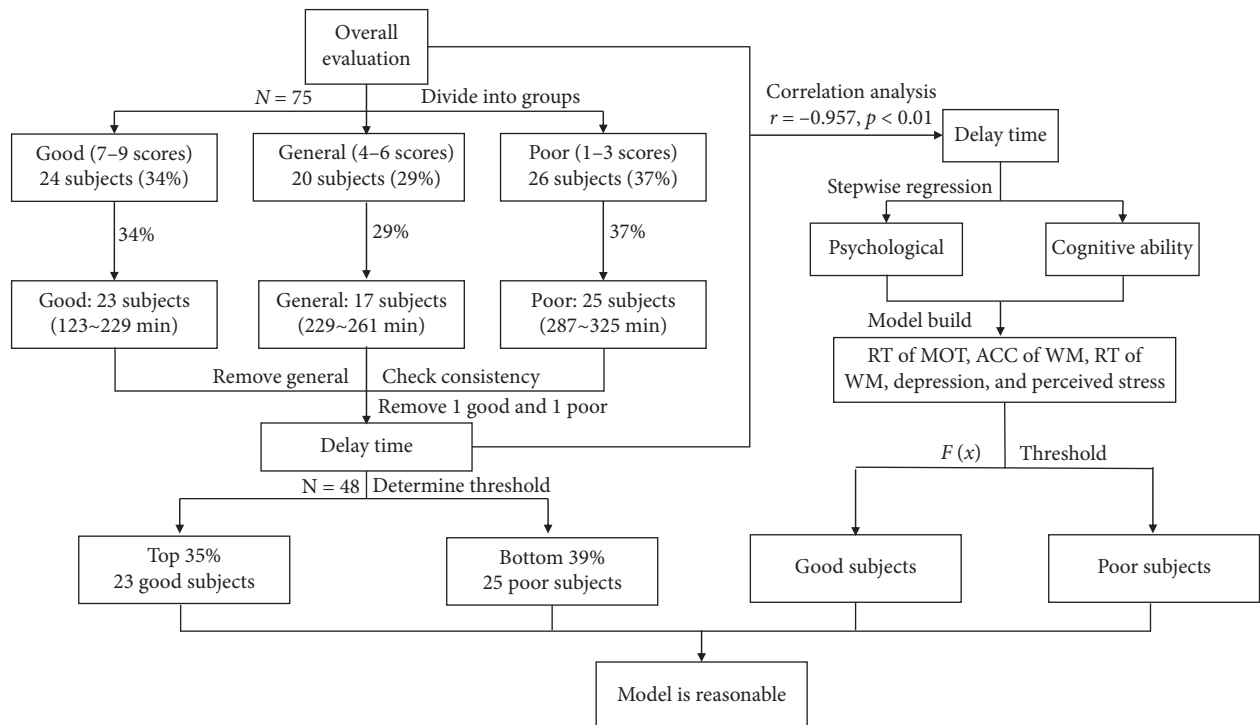 Overall
evaluation
N = 75
Divide into groups
Good (7–9 scores)
24 subjects (34%)
General (4–6 scores)
20 subjects (29%)
Poor (1–3 scores)
26 subjects (37%)
34%
29%
37%
Good: 23 subjects
(123~229 min)
General: 17 subjects
(229~261 min)
Poor: 25 subjects
(287~325 min)
Remove general
Check consistency
Remove 1 good and 1 poor
Delay time
N = 48
Determine threshold
Top 35%
23 good subjects
Bottom 39%
25 poor subjects
Correlation analysis
r = –0.957, p < 0.01
Delay time
Stepwise regression
Psychological
Cognitive ability
Model build
RT of MOT, ACC of WM, RT of
WM, depression, and perceived stress
F (x)
Threshold
Good subjects
Poor subjects
Model is reasonable